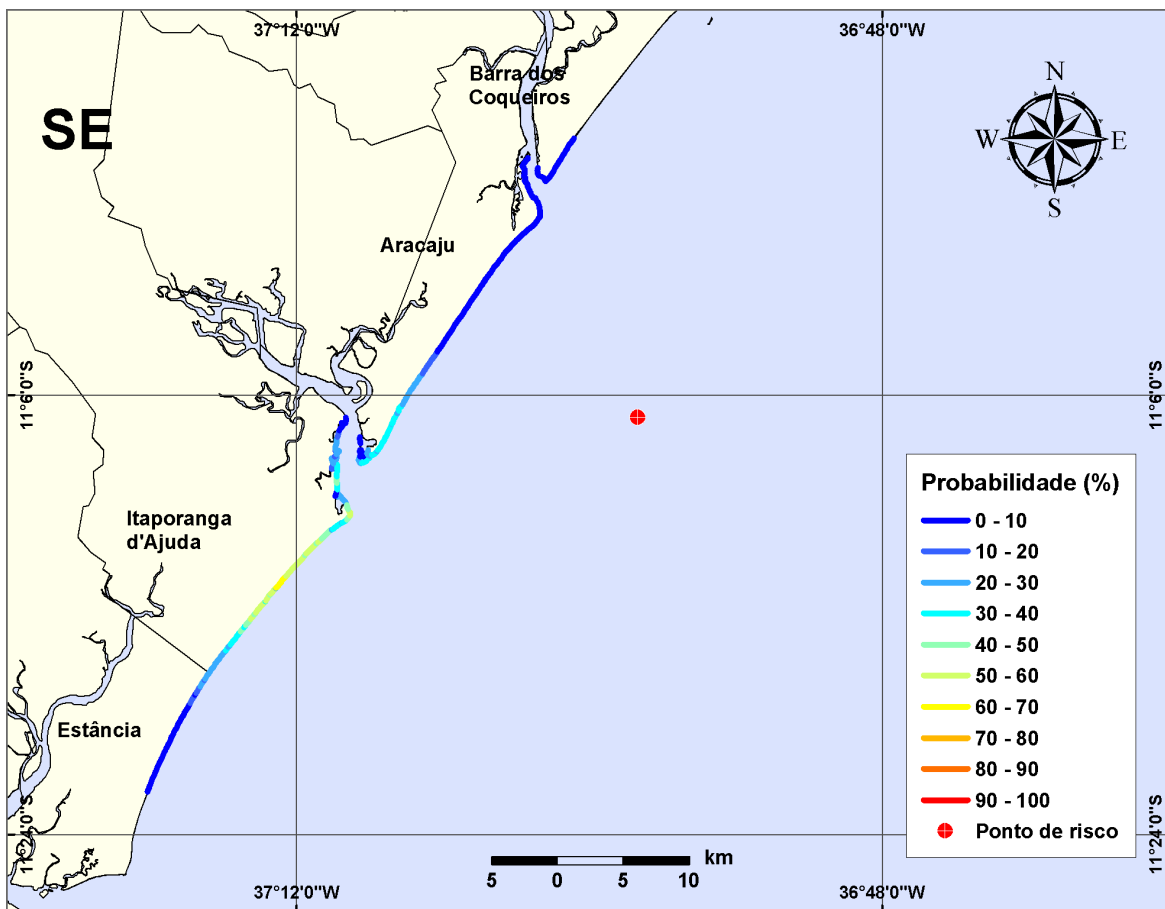 37°12'0"W
36°48'0"W
Barra dos
Coqueiros
N
SE
W
E
S
Aracaju
11°6'0"S
11°6'0"S
Probabilidade (%)
0 - 10
10 - 20
Itaporanga
d'Ajuda
20 - 30
30 - 40
40 - 50
50 - 60
60 - 70
Estância
70 - 80
80 - 90
90 - 100
Ponto de risco
11°24'0"S
11°24'0"S
km
5
0
5
10
37°12'0"W
36°48'0"W